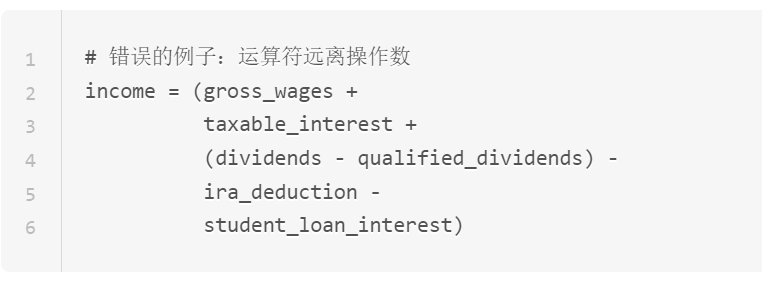 1 # 错误的例子：运算符远离操作数
2 income = (gross_wages +
3           taxable_interest +
4           (dividends - qualified_dividends) -
5           ira_deduction -
6           student_loan_interest)